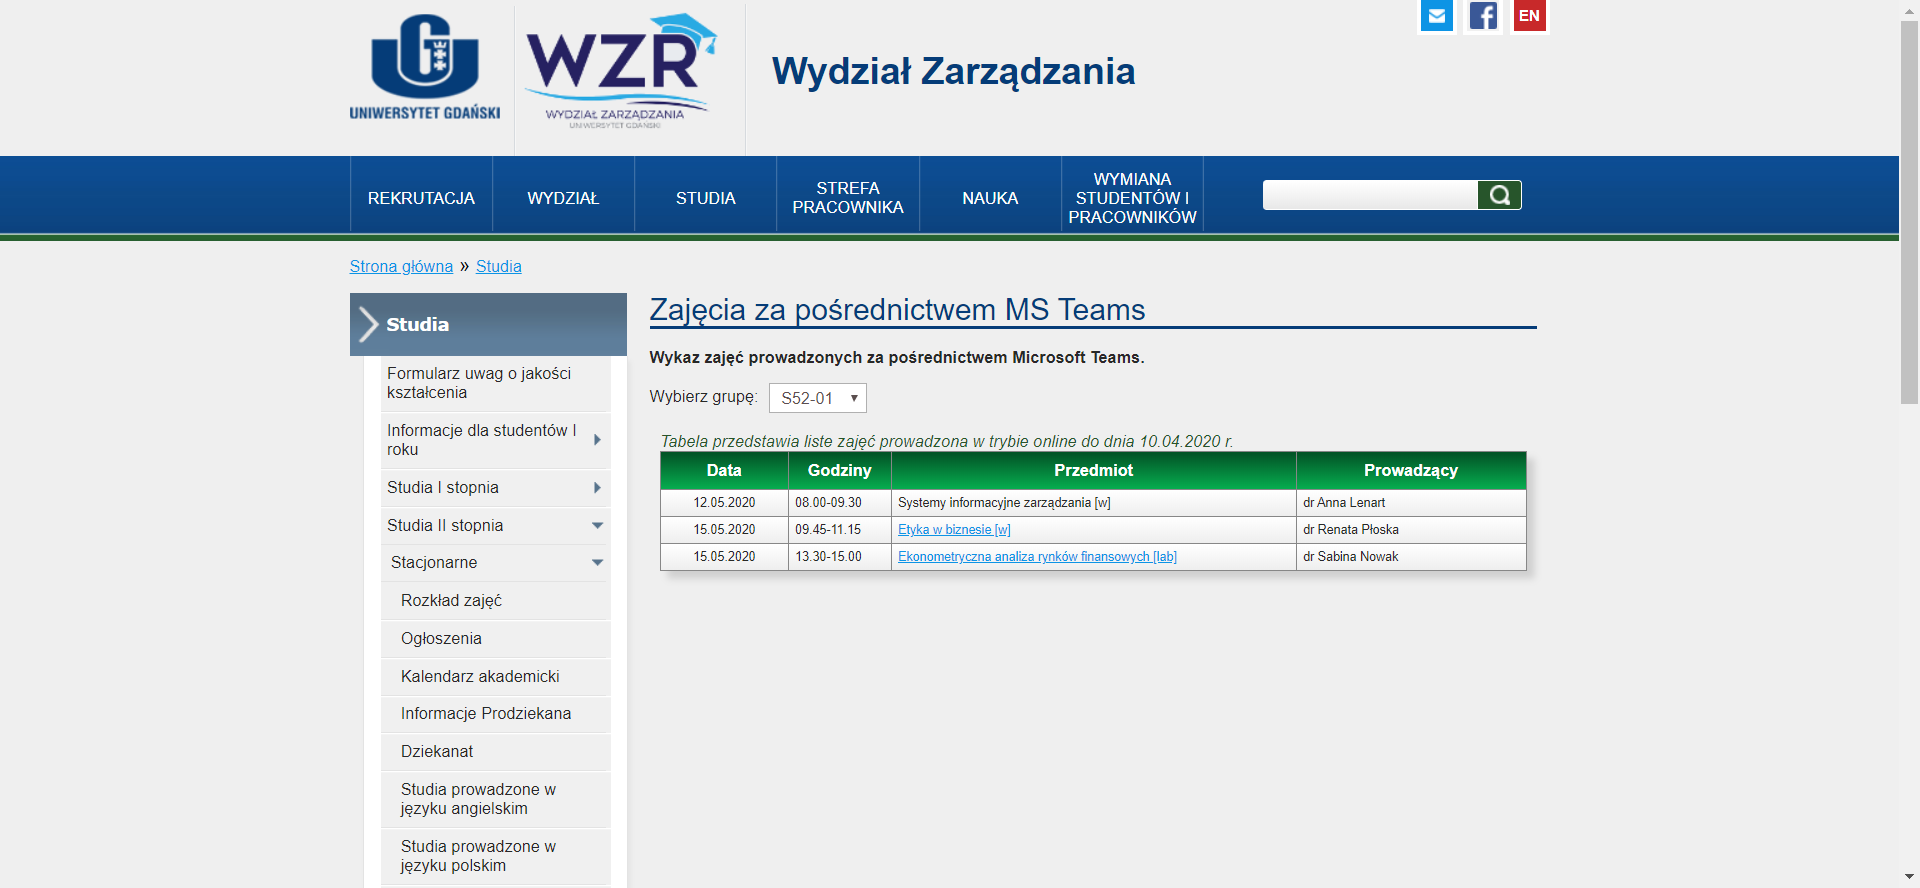 UNIWERSYTET GDAŃSKI
WZR
WYDZIAŁ ZARZĄDZANIA
UNIWERSYTET GDAŃSKI
Wydział Zarządzania
EN
REKRUTACJA
WYDZIAŁ
STUDIA
STREFA
PRACOWNIKA
NAUKA
WYMIANA
STUDENTÓW I
PRACOWNIKÓW
Strona główna » Studia
Studia
Formularz uwag o jakości
kształcenia
Informacje dla studentów I
roku
Studia I stopnia
Studia II stopnia
Stacjonarne
Rozkład zajęć
Ogłoszenia
Kalendarz akademicki
Informacje Prodziekana
Dziekanat
Studia prowadzone w
języku angielskim
Studia prowadzone w
języku polskim
Zajęcia za pośrednictwem MS Teams
Wykaz zajęć prowadzonych za pośrednictwem Microsoft Teams.
Wybierz grupę: S52-01
Tabela przedstawia liste zajęć prowadzona w trybie online do dnia 10.04.2020 r.
Data Godziny Przedmiot Prowadzący
12.05.2020 08.00-09.30 Systemy informacyjne zarządzania [w] dr Anna Lenart
15.05.2020 09.45-11.15 Etyka w biznesie [w] dr Renata Płoska
15.05.2020 13.30-15.00 Ekonometryczna analiza rynków finansowych [lab] dr Sabina Nowak